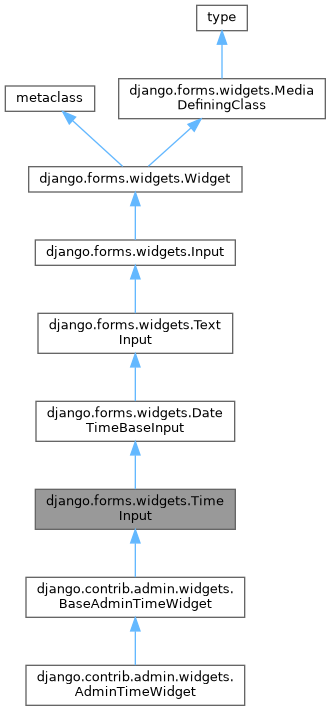 type
metaclass
django.forms.widgets.Media
DefiningClass
django.forms.widgets.Widget
django.forms.widgets.Input
django.forms.widgets.Text
Input
django.forms.widgets.Date
TimeBaseInput
django.forms.widgets.Time
Input
django.contrib.admin.widgets.
BaseAdminTimeWidget
django.contrib.admin.widgets.
AdminTimeWidget